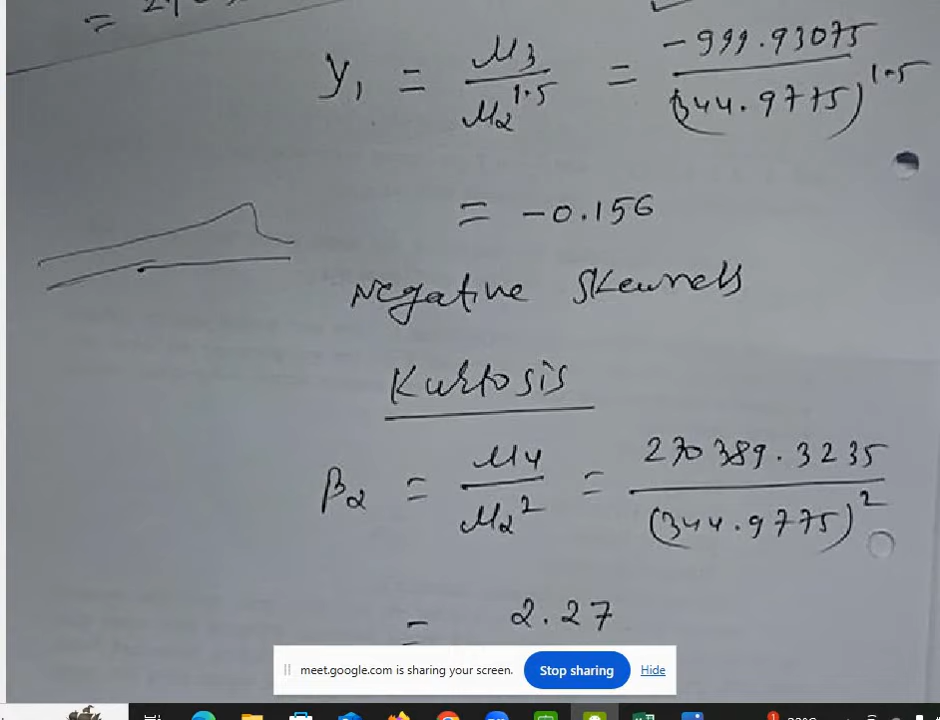 γ₁ = μ₃ / μ₂^1.5 = -999.93075 / (344.9775)^1.5
= -0.156
Negative Skewness
Kurtosis
β₂ = μ₄ / μ₂² = 270389.3235 / (344.9775)²
= 2.27
meet.google.com is sharing your screen. Stop sharing Hide